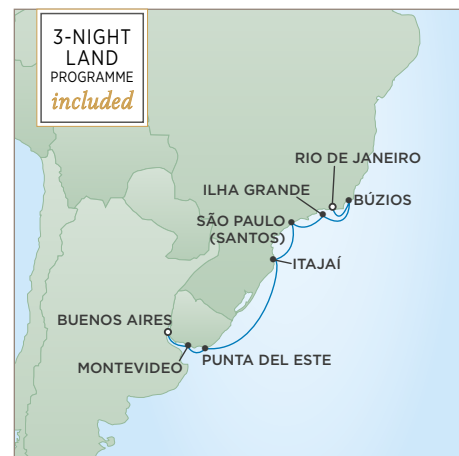 3-NIGHT
LAND
PROGRAMME
included
RIO DE JANEIRO
ILHA GRANDE
BÚZIOS
SÃO PAULO
(SANTOS)
ITAJAÍ
BUENOS AIRES
MONTEVIDEO
PUNTA DEL ESTE